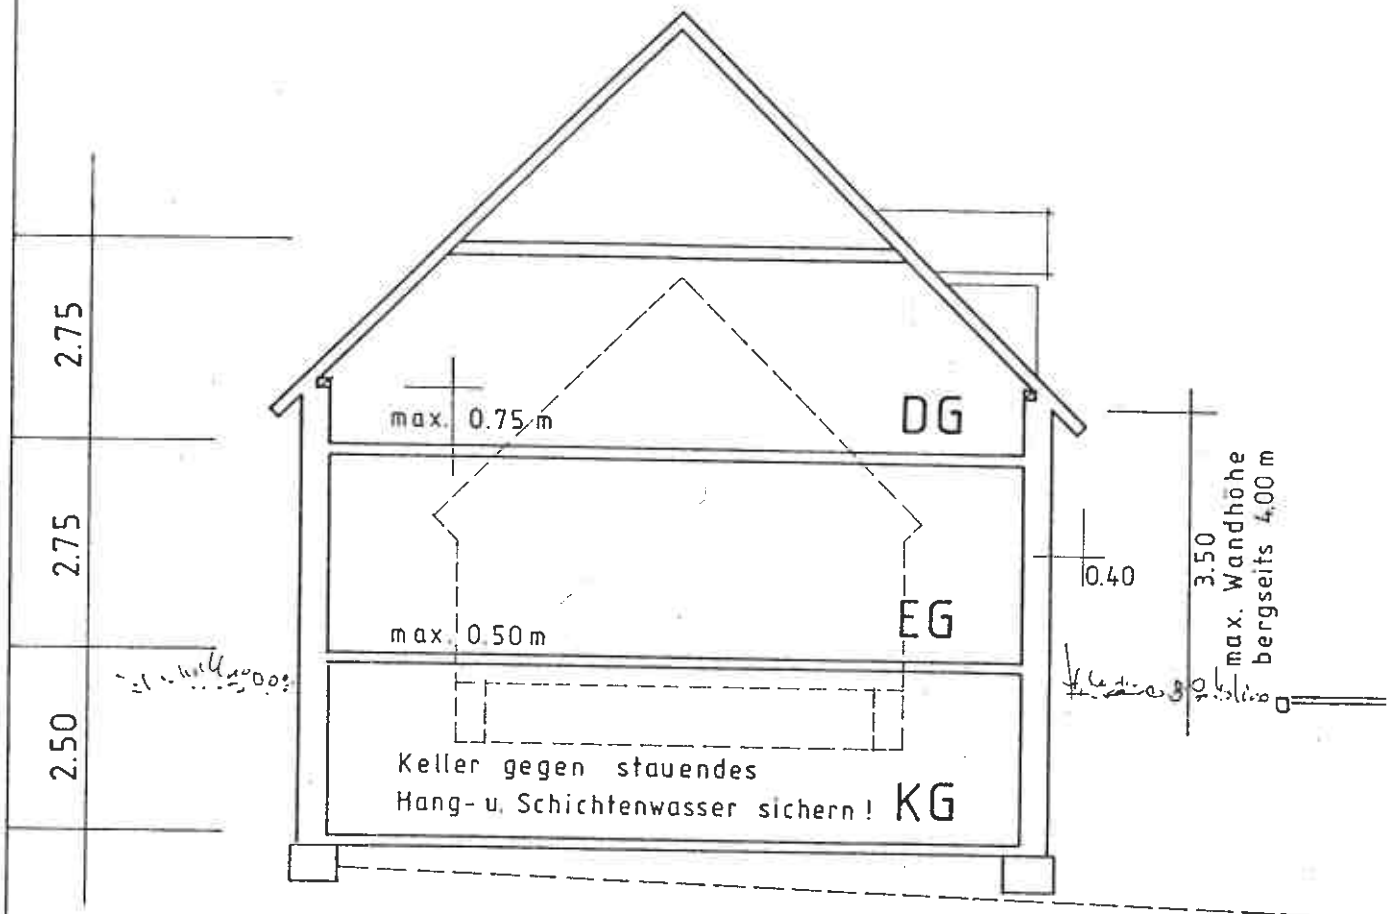 2.75
2.75
2.50
max. 0.75 m
DG
max. 0.50 m
EG
Keller gegen stauendes
Hang- u. Schichtenwasser sichern !
KG
0.40
3.50
max. Wandhöhe
bergseits 4,00 m